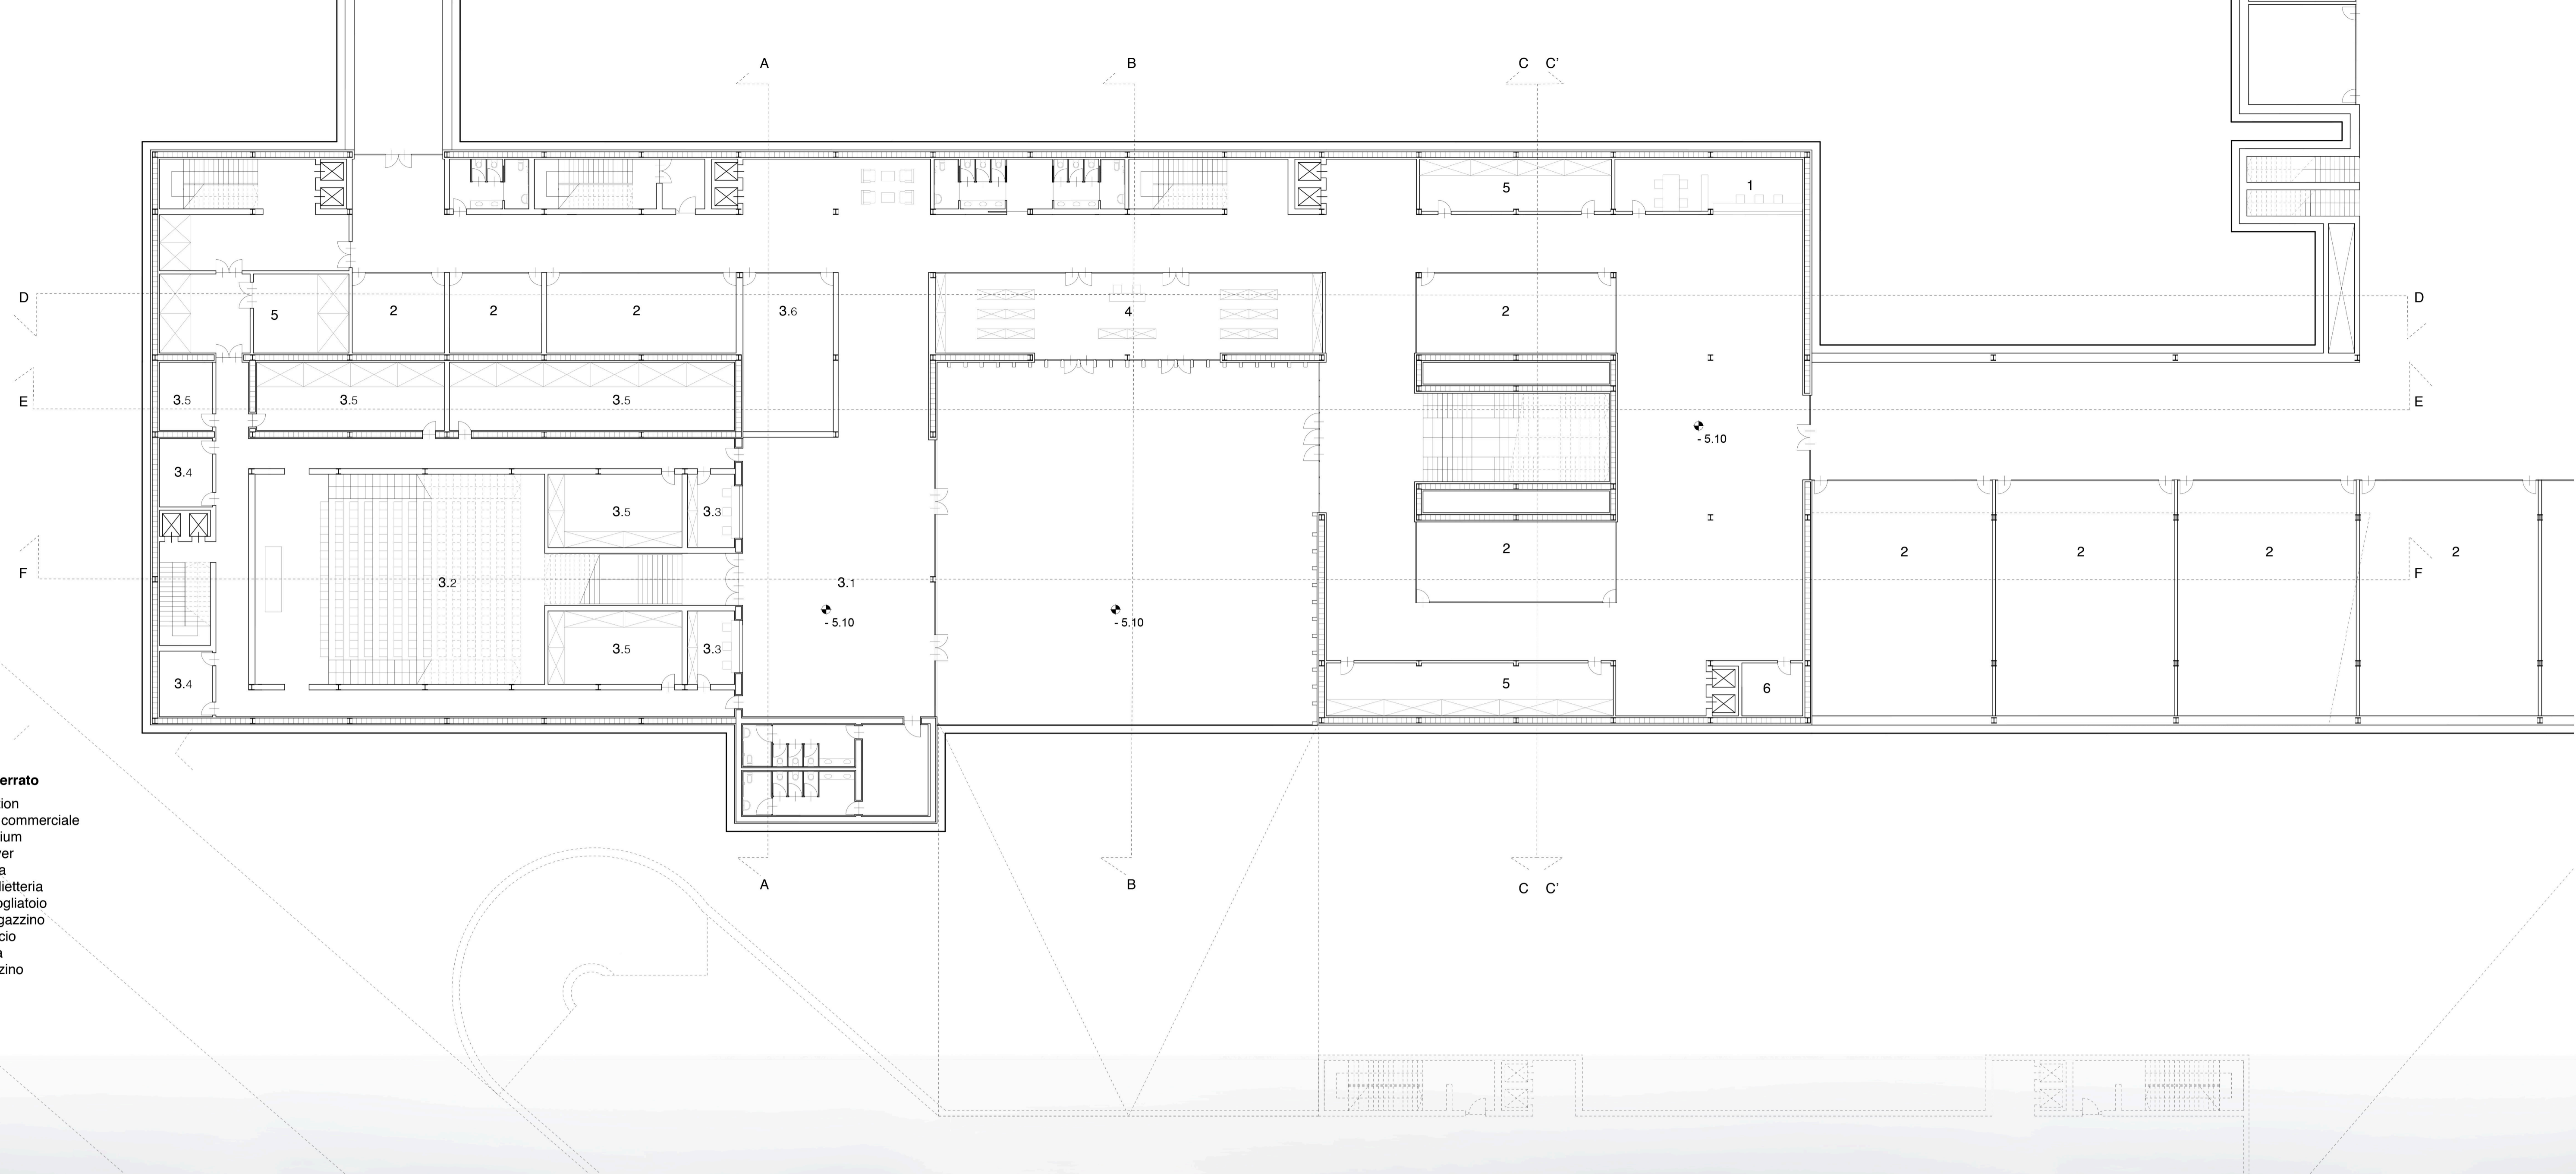 A
B
C C’
5
1
D
5
2
2
2
3.6
4
2
D
E
3.5
3.5
3.5
E
- 5.10
3.4
3.5
3.3
F
3.2
3.1
2
2
2
2
2
F
- 5.10
- 5.10
3.5
3.3
3.4
5
6
errato
ion
commerciale
ium
er
a
lietteria
ogliatoio
gazzino
cio
a
zino
A
B
C C’